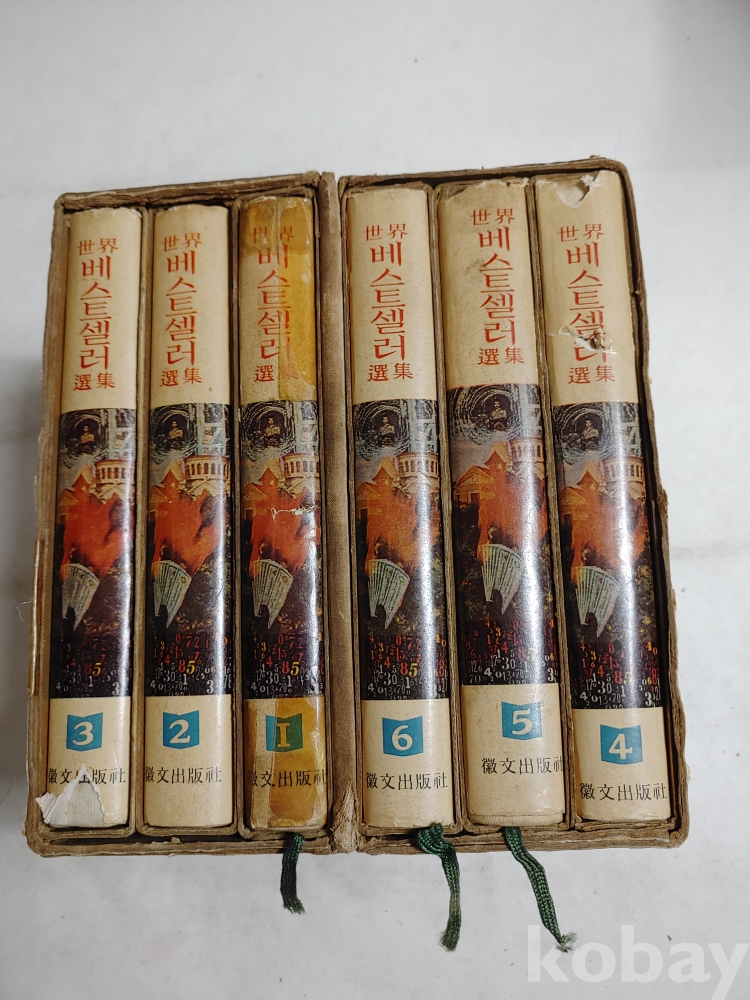 世界
베스트셀러
選集
3
徽文出版社
世界
베스트셀러
選集
2
徽文出版社
世界
베스트셀러
選集
1
徽文出版社
世界
베스트셀러
選集
6
徽文出版社
世界
베스트셀러
選集
5
徽文出版社
世界
베스트셀러
選集
4
徽文出版社
kobay